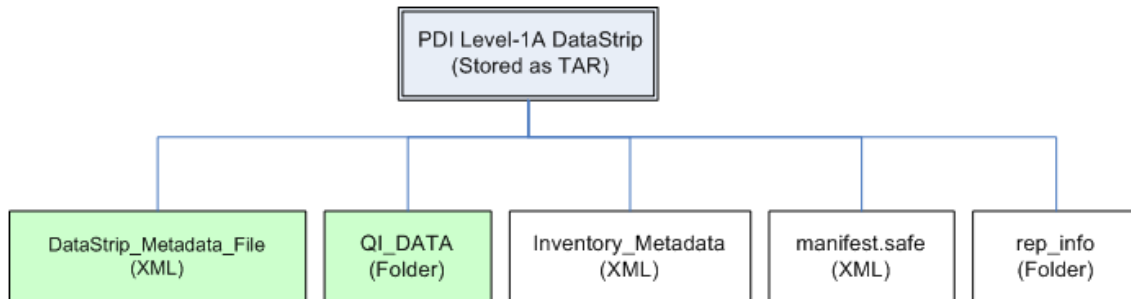 PDI Level-1A DataStrip
(Stored as TAR)
DataStrip_Metadata_File
(XML)
QI_DATA
(Folder)
Inventory_Metadata
(XML)
manifest.safe
(XML)
rep_info
(Folder)